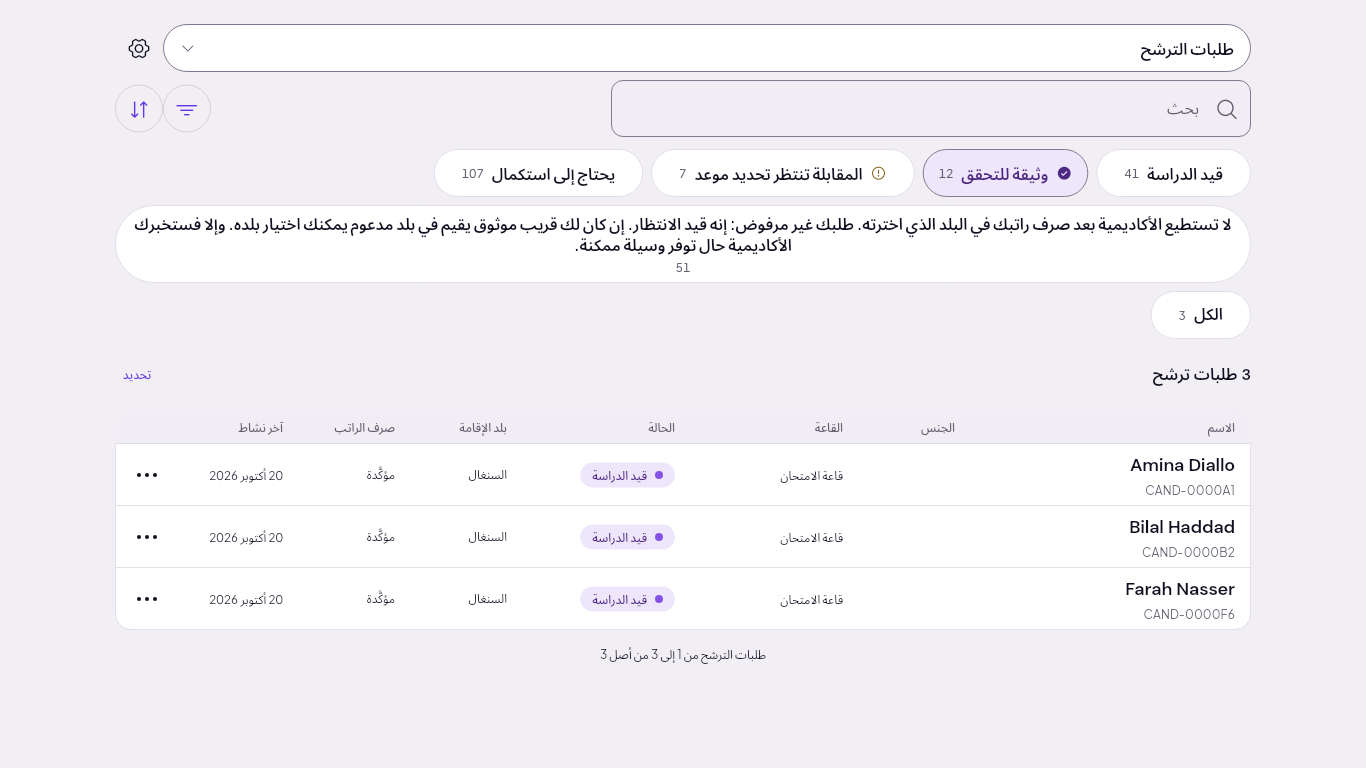 طلبات الترشح
بحث
قيد الدراسة 41
وثيقة للتحقق 12
المقابلة تنتظر تحديد موعد 7
يحتاج إلى استكمال 107
لا تستطيع الأكاديمية بعد صرف راتبك في البلد الذي اخترته. طلبك غير مرفوض: إنه قيد الانتظار. إن كان لك قريب موثوق يقيم في بلد مدعوم يمكنك اختيار بلده. وإلا فستخبرك
الأكاديمية حال توفر وسيلة ممكنة.
51
الكل 3
3 طلبات ترشح
تحديد
الاسم الجنس القاعة الحالة بلد الإقامة صرف الراتب آخر نشاط
Amina Diallo
CAND-0000A1
قاعة الامتحان قيد الدراسة السنغال مؤكَّدة 20 أكتوبر 2026
Bilal Haddad
CAND-0000B2
قاعة الامتحان قيد الدراسة السنغال مؤكَّدة 20 أكتوبر 2026
Farah Nasser
CAND-0000F6
قاعة الامتحان قيد الدراسة السنغال مؤكَّدة 20 أكتوبر 2026
طلبات الترشح من 1 إلى 3 من أصل 3